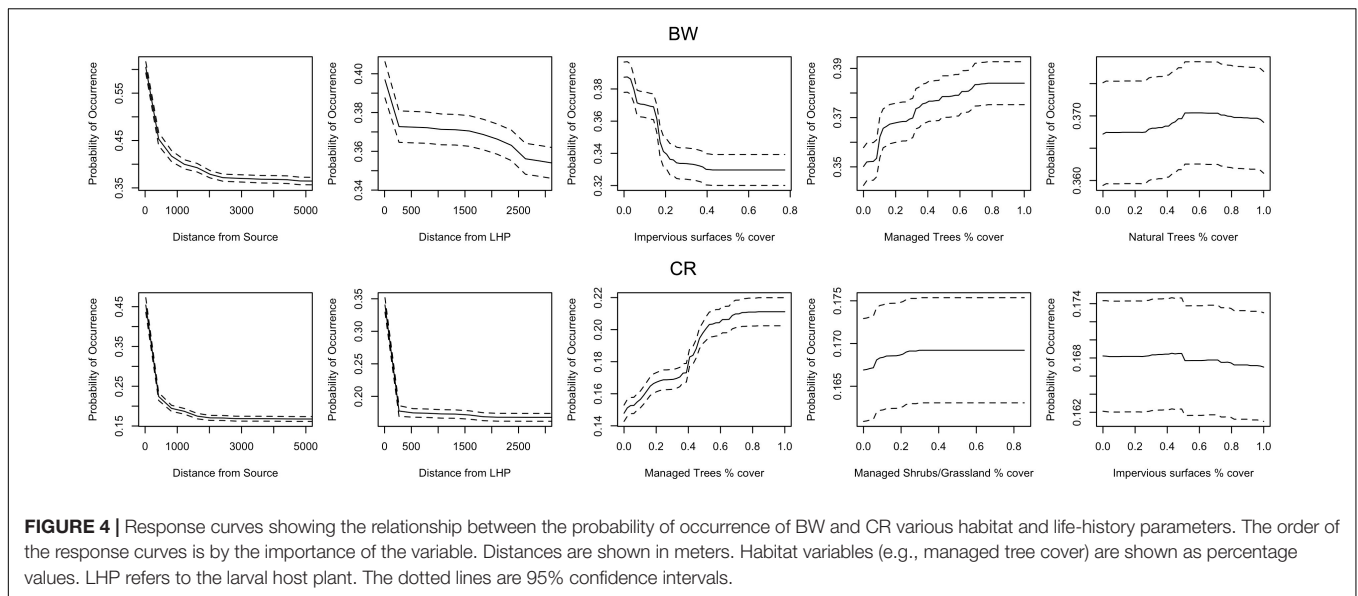 BW
Probability of Occurrence
0.35 0.45 0.55
0 1000 3000 5000
Distance from Source
Probability of Occurrence
0.34 0.36 0.38 0.40
0 500 1500 2500
Distance from LHP
Probability of Occurrence
0.32 0.34 0.36 0.38
0.0 0.2 0.4 0.6 0.8
Impervious surfaces % cover
Probability of Occurrence
0.35 0.37 0.39
0.0 0.2 0.4 0.6 0.8 1.0
Managed Trees % cover
Probability of Occurrence
0.360 0.370
0.0 0.2 0.4 0.6 0.8 1.0
Natural Trees % cover
CR
Probability of Occurrence
0.15 0.25 0.35 0.45
0 1000 3000 5000
Distance from Source
Probability of Occurrence
0.20 0.25 0.30 0.35
0 500 1500 2500
Distance from LHP
Probability of Occurrence
0.14 0.16 0.18 0.20 0.22
0.0 0.2 0.4 0.6 0.8 1.0
Managed Trees % cover
Probability of Occurrence
0.165 0.170 0.175
0.0 0.2 0.4 0.6 0.8
Managed Shrubs/Grassland % cover
Probability of Occurrence
0.162 0.168 0.174
0.0 0.2 0.4 0.6 0.8 1.0
Impervious surfaces % cover
FIGURE 4 | Response curves showing the relationship between the probability of occurrence of BW and CR various habitat and life-history parameters. The order of
the response curves is by the importance of the variable. Distances are shown in meters. Habitat variables (e.g., managed tree cover) are shown as percentage
values. LHP refers to the larval host plant. The dotted lines are 95% confidence intervals.